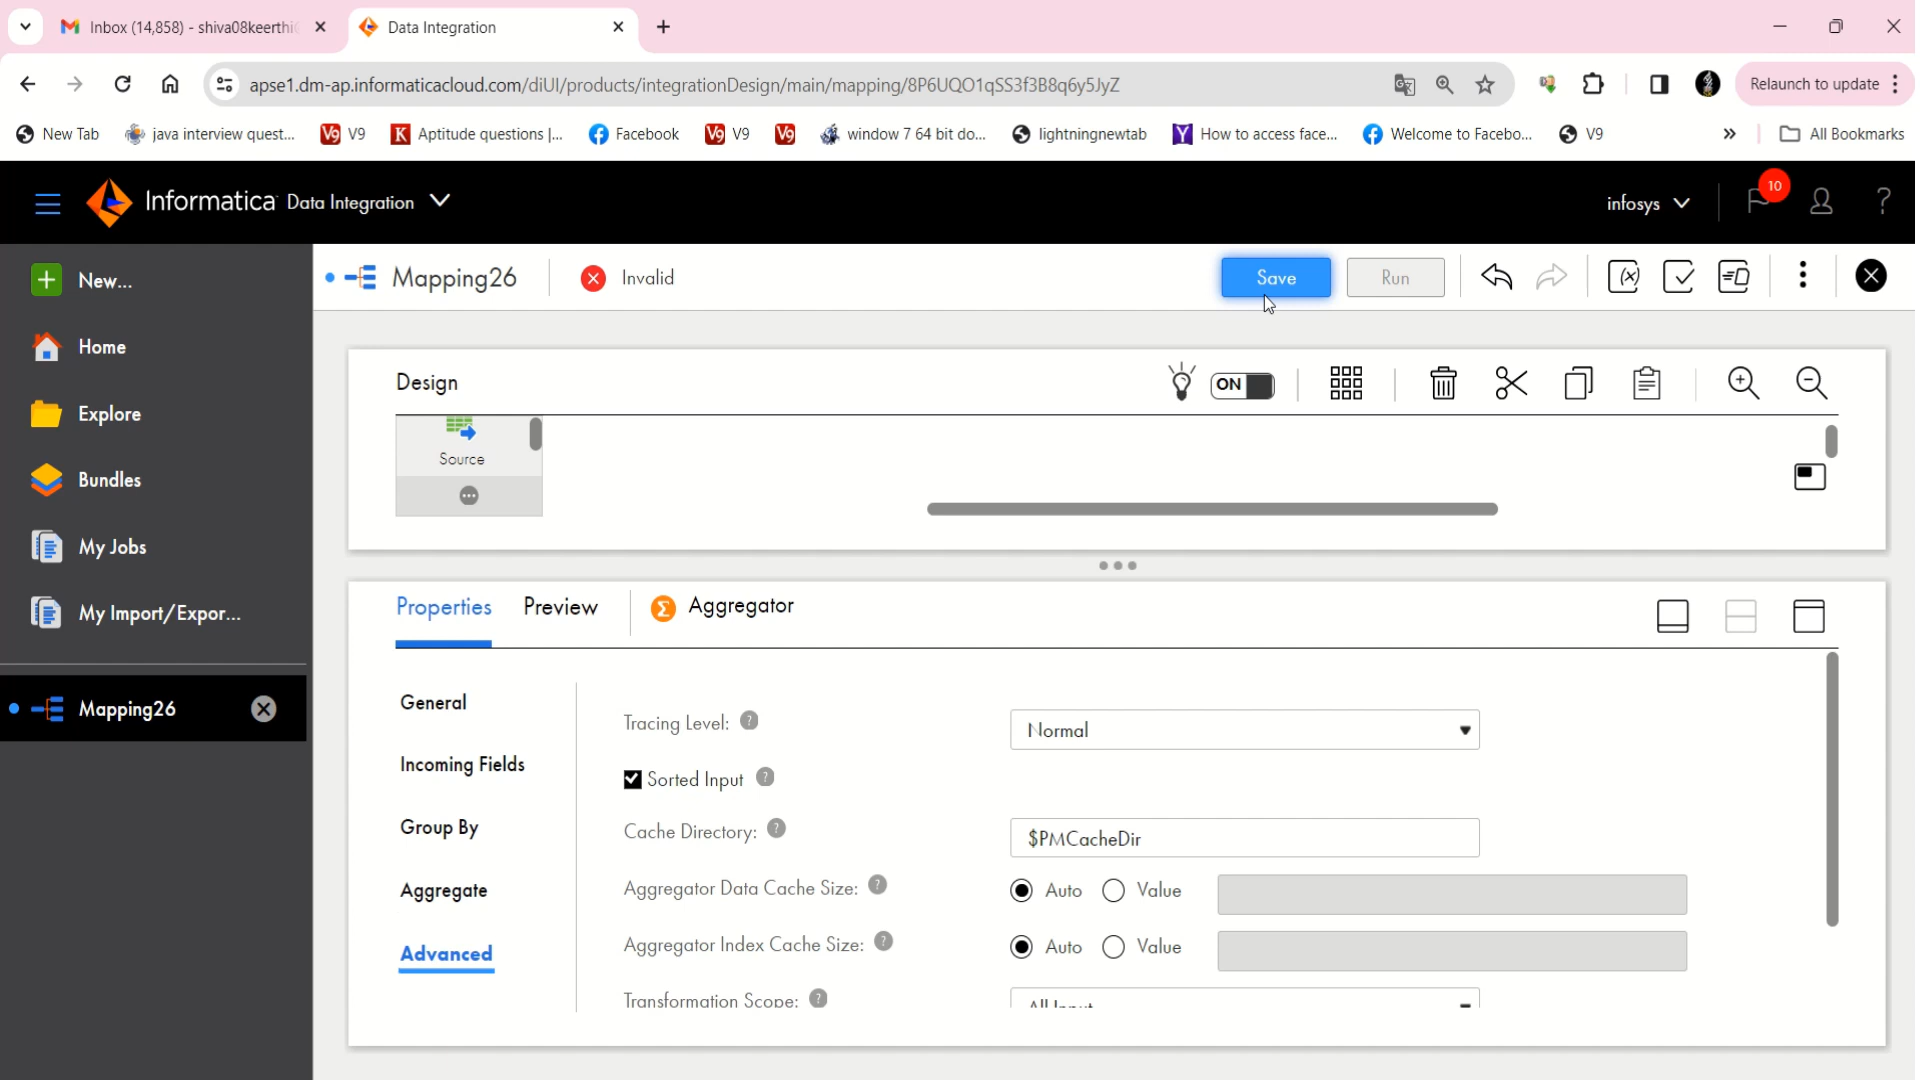 Inbox (14,858) - shiva08keerthi
Data Integration
apse1.dm-ap.informaticacloud.com/diUI/products/integrationDesign/main/mapping/8P6UQO1qSS3f3B8q6y5JyZ
Relaunch to update
New Tab
java interview quest...
V9
Aptitude questions |...
Facebook
V9
window 7 64 bit do...
lightningnewtab
How to access face...
Welcome to Facebo...
V9
»
All Bookmarks
Informatica Data Integration
infosys
10
?
New...
Mapping26
Invalid
Save
Run
Home
Explore
Bundles
My Jobs
My Import/Expor...
Mapping26
Design
ON
Source
Properties
Preview
Aggregator
General
Incoming Fields
Group By
Aggregate
Advanced
Tracing Level:
Normal
Sorted Input
Cache Directory:
$PMCacheDir
Aggregator Data Cache Size:
Auto
Value
Aggregator Index Cache Size:
Auto
Value
Transformation Scope:
All Input